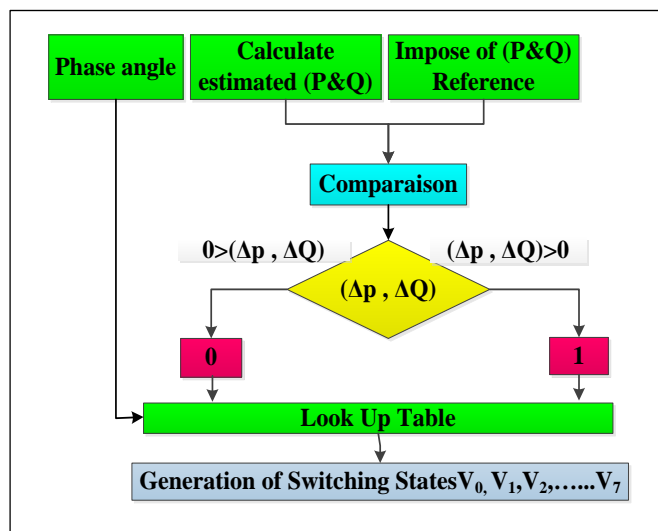 Phase angle
Calculate
estimated (P&Q)
Impose of (P&Q)
Reference
Comparaison
0>(Δp , ΔQ)
(Δp , ΔQ)>0
(Δp , ΔQ)
0
1
Look Up Table
Generation of Switching StatesV0, V1,V2,…...V7